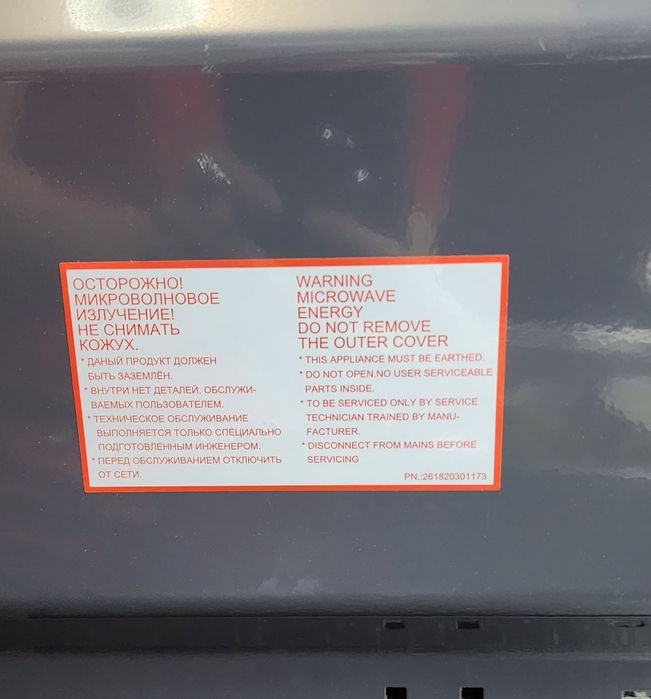 ОСТОРОЖНО!
МИКРОВОЛНОВОЕ
ИЗЛУЧЕНИЕ!
НЕ СНИМАТЬ
КОЖУХ.
* ДАНЫЙ ПРОДУКТ ДОЛЖЕН
БЫТЬ ЗАЗЕМЛЁН.
* ВНУТРИ НЕТ ДЕТАЛЕЙ, ОБСЛУЖИ-
ВАЕМЫХ ПОЛЬЗОВАТЕЛЕМ.
* ТЕХНИЧЕСКОЕ ОБСЛУЖИВАНИЕ
ВЫПОЛНЯЕТСЯ ТОЛЬКО СПЕЦИАЛЬНО
ПОДГОТОВЛЕННЫМ ИНЖЕНЕРОМ.
* ПЕРЕД ОБСЛУЖИВАНИЕМ ОТКЛЮЧИТЬ
ОТ СЕТИ.
WARNING
MICROWAVE
ENERGY
DO NOT REMOVE
THE OUTER COVER
* THIS APPLIANCE MUST BE EARTHED.
* DO NOT OPEN.NO USER SERVICEABLE
PARTS INSIDE.
* TO BE SERVICED ONLY BY SERVICE
TECHNICIAN TRAINED BY MANU-
FACTURER.
* DISCONNECT FROM MAINS BEFORE
SERVICING
PN.:261820301173